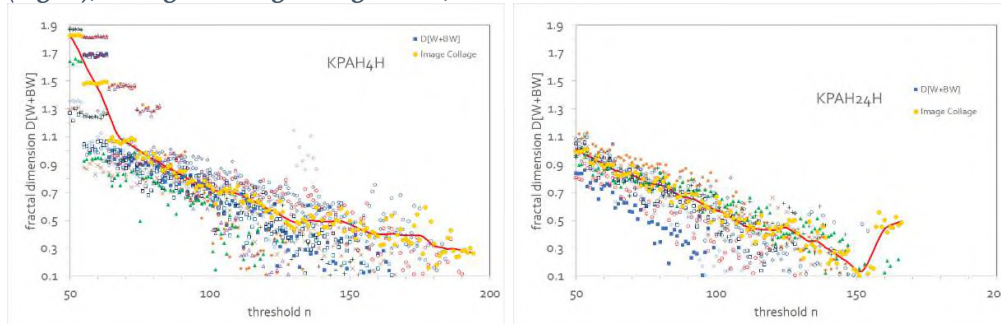 fractal dimension D[W+BW]
1.9
1.7
1.5
1.3
1.1
0.9
0.7
0.5
0.3
0.1
KPAH4H
D[W+BW]
Image Collage
50
100
150
200
threshold n
fractal dimension D[W+BW]
1.9
1.7
1.5
1.3
1.1
0.9
0.7
0.5
0.3
0.1
KPAH24H
D[W+BW]
Image Collage
50
100
150
200
threshold n